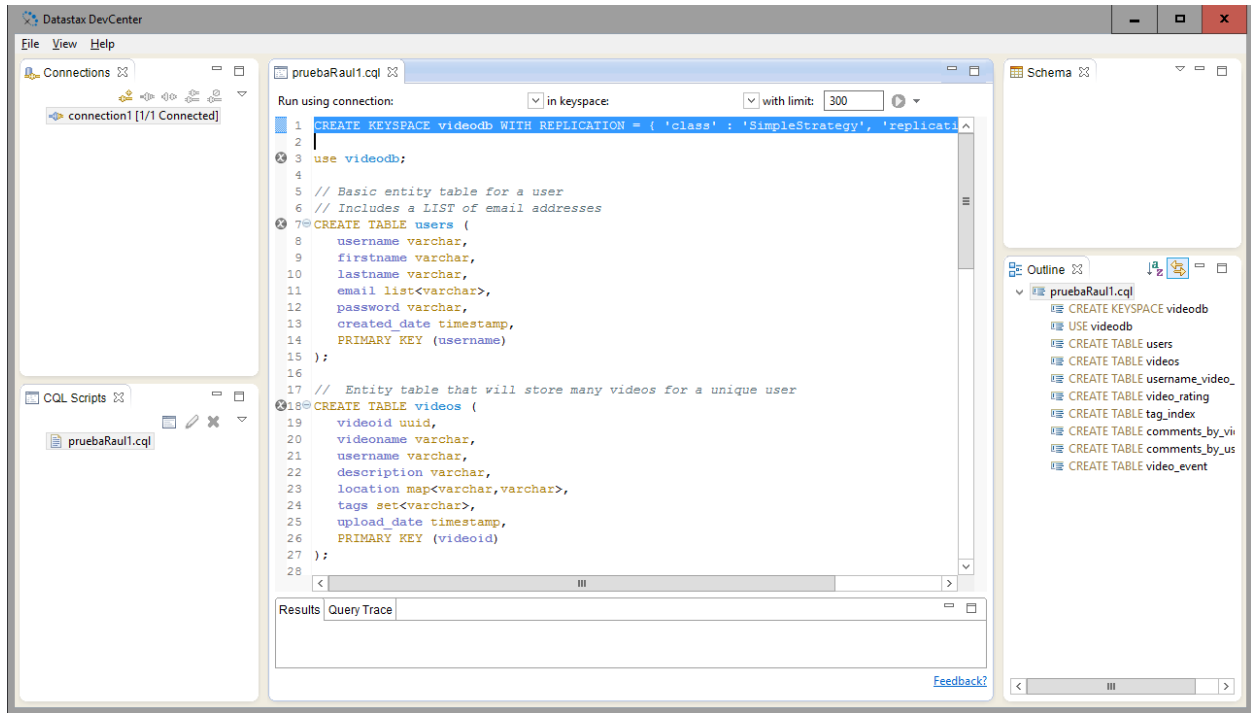 Datastax DevCenter
File View Help
Connections
connection1 [1/1 Connected]
CQL Scripts
pruebaRaul1.cql
pruebaRaul1.cql
Run using connection: in keyspace: with limit: 300
1 CREATE KEYSPACE videodb WITH REPLICATION = { 'class' : 'SimpleStrategy', 'replicati
2
3 use videodb;
4
5 // Basic entity table for a user
6 // Includes a LIST of email addresses
7 CREATE TABLE users (
8 username varchar,
9 firstname varchar,
10 lastname varchar,
11 email list<varchar>,
12 password varchar,
13 created_date timestamp,
14 PRIMARY KEY (username)
15 );
16
17 // Entity table that will store many videos for a unique user
18 CREATE TABLE videos (
19 videoid uuid,
20 videoname varchar,
21 username varchar,
22 description varchar,
23 location map<varchar,varchar>,
24 tags set<varchar>,
25 upload_date timestamp,
26 PRIMARY KEY (videoid)
27 );
28
Results Query Trace
Feedback?
Schema
Outline
pruebaRaul1.cql
CREATE KEYSPACE videodb
USE videodb
CREATE TABLE users
CREATE TABLE videos
CREATE TABLE username_video_
CREATE TABLE video_rating
CREATE TABLE tag_index
CREATE TABLE comments_by_vi
CREATE TABLE comments_by_us
CREATE TABLE video_event